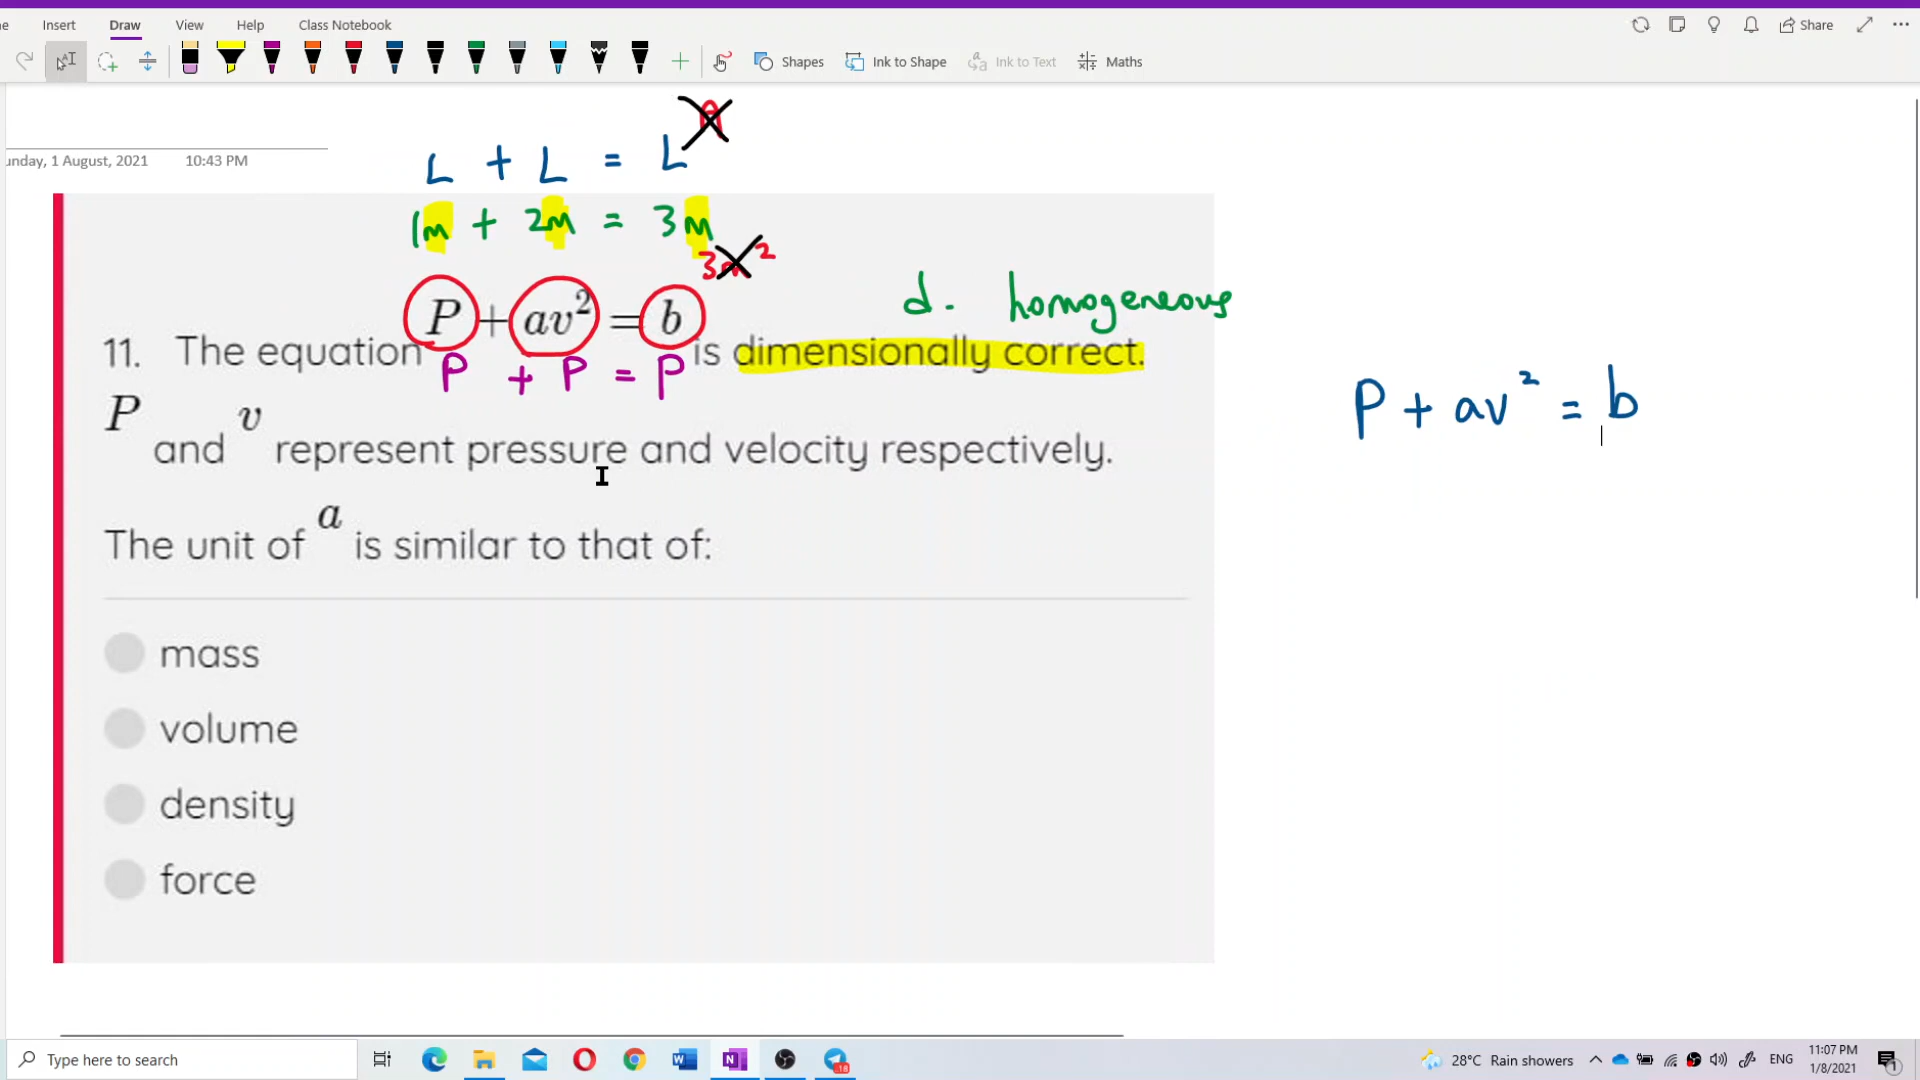 Insert Draw View Help Class Notebook Share
Shapes Ink to Shape Ink to Text Maths
unday, 1 August, 2021 10:43 PM
L + L = L A
1m + 2m = 3m
3m²
P + av² = b
d. homogeneous
11. The equation is dimensionally correct.
P + P = P
P + av² = b
P and v represent pressure and velocity respectively.
The unit of a is similar to that of:
mass
volume
density
force
Type here to search
28°C Rain showers
ENG
11:07 PM
1/8/2021